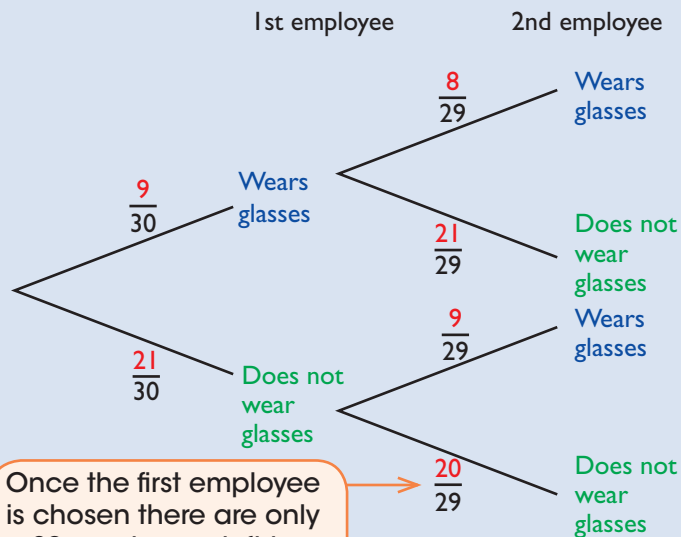 1st employee
2nd employee
9
30
Wears
glasses
8
29
Wears
glasses
21
29
Does not
wear
glasses
21
30
Does not
wear
glasses
9
29
Wears
glasses
20
29
Does not
wear
glasses
Once the first employee
is chosen there are only